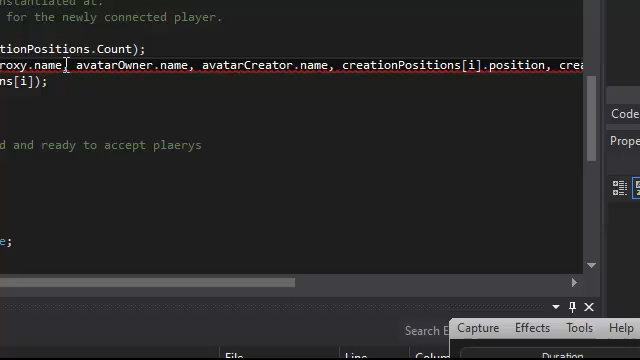 nstantiated at.
for the newly connected player.
tionPositions.Count);
roxy.name, avatarOwner.name, avatarCreator.name, creationPositions[i].position, crea
ns[i]);
d and ready to accept plaerys
e;
Code
Prope
Search E
Capture Effects Tools Help
File Line Colum
Duration